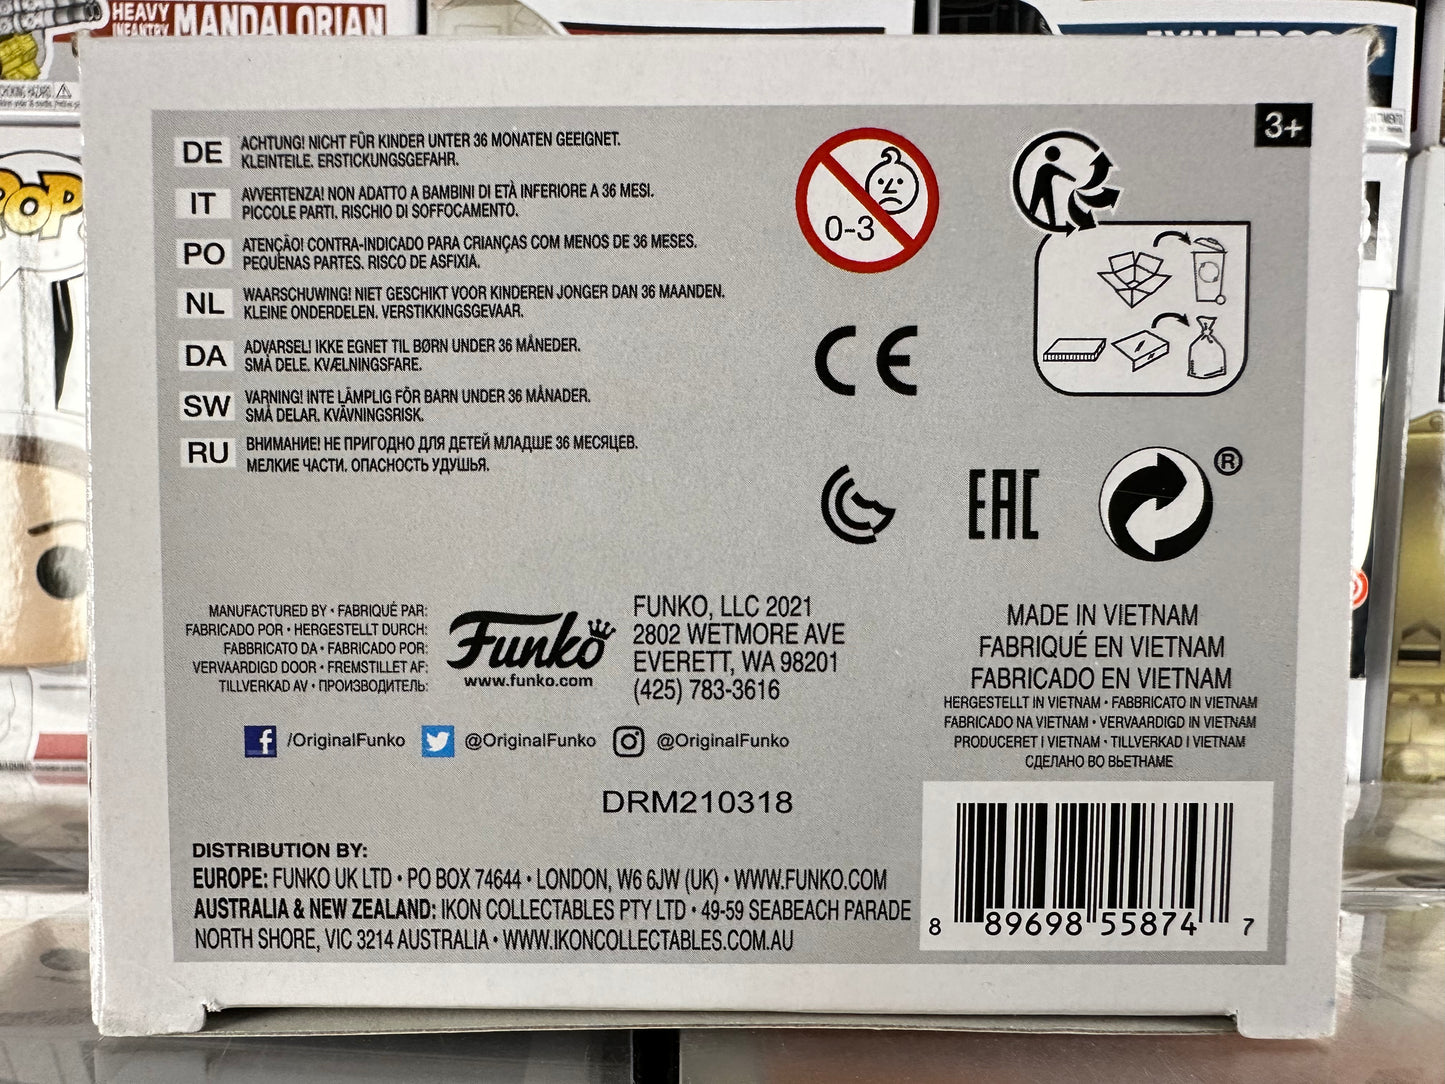 HEAVY
INFANTRY MANDALORIAN
POP
3+
DE ACHTUNG! NICHT FÜR KINDER UNTER 36 MONATEN GEEIGNET.
KLEINTEILE. ERSTICKUNGSGEFAHR.
IT AVVERTENZA! NON ADATTO A BAMBINI DI ETÀ INFERIORE A 36 MESI.
PICCOLE PARTI. RISCHIO DI SOFFOCAMENTO.
PO ATENÇÃO! CONTRA-INDICADO PARA CRIANÇAS COM MENOS DE 36 MESES.
PEQUENAS PARTES. RISCO DE ASFIXIA.
NL WAARSCHUWING! NIET GESCHIKT VOOR KINDEREN JONGER DAN 36 MAANDEN.
KLEINE ONDERDELEN. VERSTIKKINGSGEVAAR.
DA ADVARSEL! IKKE EGNET TIL BØRN UNDER 36 MÅNEDER.
SMÅ DELE. KVÆLNINGSFARE.
SW VARNING! INTE LÄMPLIG FÖR BARN UNDER 36 MÅNADER.
SMÅ DELAR. KVÄVNINGSRISK.
RU ВНИМАНИЕ! НЕ ПРИГОДНО ДЛЯ ДЕТЕЙ МЛАДШЕ 36 МЕСЯЦЕВ.
МЕЛКИЕ ЧАСТИ. ОПАСНОСТЬ УДУШЬЯ.
0-3
CE
EAC
®
MANUFACTURED BY • FABRIQUÉ PAR:
FABRICADO POR • HERGESTELLT DURCH:
FABBRICATO DA • FABRICADO POR:
VERVAARDIGD DOOR • FREMSTILLET AF:
TILLVERKAD AV • ПРОИЗВОДИТЕЛЬ:
Funko
www.funko.com
FUNKO, LLC 2021
2802 WETMORE AVE
EVERETT, WA 98201
(425) 783-3616
MADE IN VIETNAM
FABRIQUÉ EN VIETNAM
FABRICADO EN VIETNAM
HERGESTELLT IN VIETNAM • FABBRICATO IN VIETNAM
FABRICADO NA VIETNAM • VERVAARDIGD IN VIETNAM
PRODUCERET I VIETNAM • TILLVERKAD I VIETNAM
СДЕЛАНО ВО ВЬЕТНАМЕ
/OriginalFunko @OriginalFunko @OriginalFunko
DRM210318
DISTRIBUTION BY:
EUROPE: FUNKO UK LTD • PO BOX 74644 • LONDON, W6 6JW (UK) • WWW.FUNKO.COM
AUSTRALIA & NEW ZEALAND: IKON COLLECTABLES PTY LTD • 49-59 SEABEACH PARADE
NORTH SHORE, VIC 3214 AUSTRALIA • WWW.IKONCOLLECTABLES.COM.AU
8 89698 55874 7